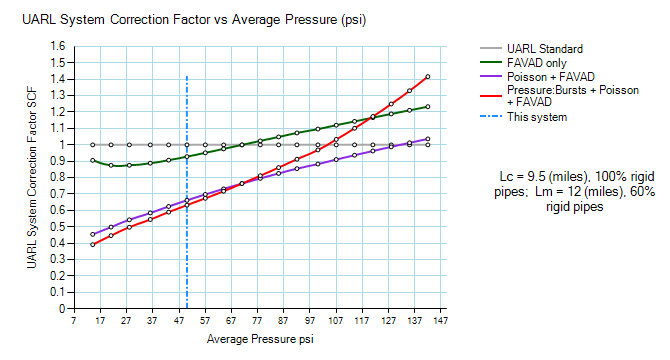 UARL System Correction Factor vs Average Pressure (psi)
UARL System Correction Factor SCF
1.6
1.5
1.4
1.3
1.2
1.1
1
0.9
0.8
0.7
0.6
0.5
0.4
0.3
0.2
0.1
0
7 17 27 37 47 57 67 77 87 97 107 117 127 137 147
Average Pressure psi
UARL Standard
FAVAD only
Poisson + FAVAD
Pressure:Bursts + Poisson
+ FAVAD
This system
Lc = 9.5 (miles), 100% rigid
pipes; Lm = 12 (miles), 60%
rigid pipes